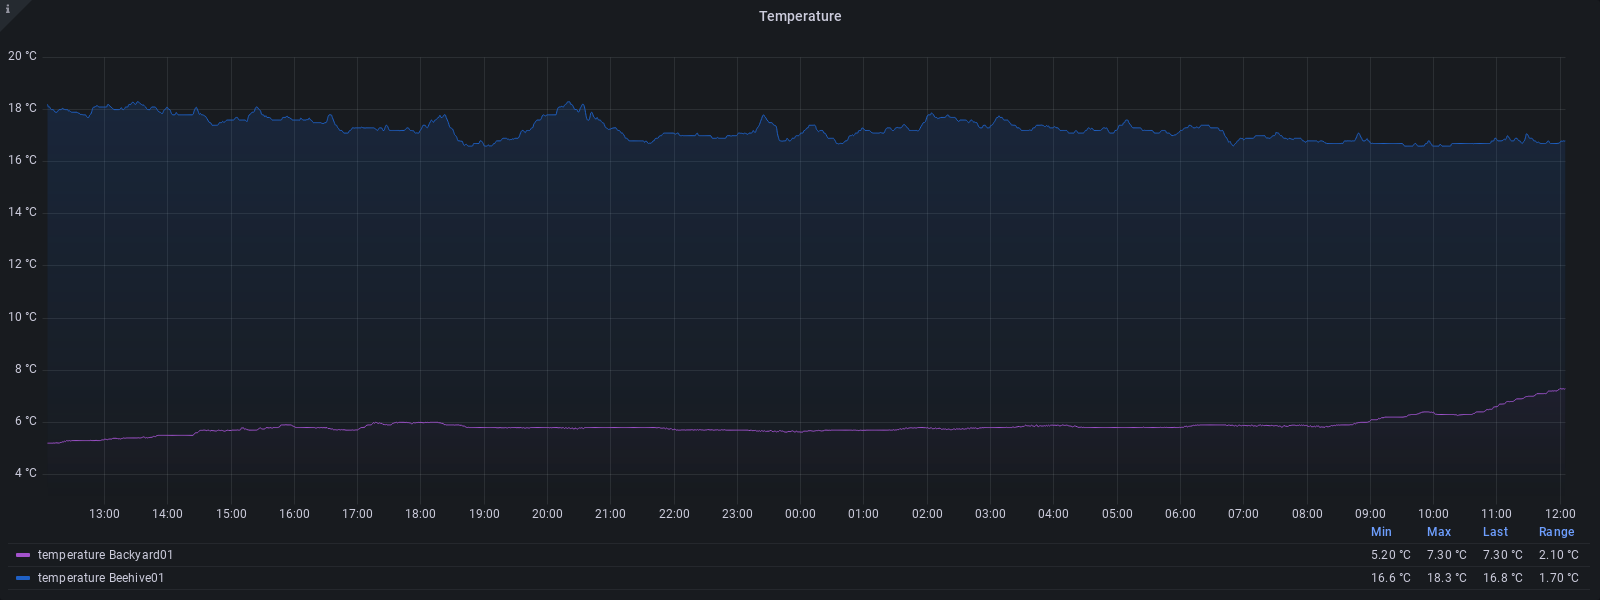 i
Temperature
20 °C
18 °C
16 °C
14 °C
12 °C
10 °C
8 °C
6 °C
4 °C
13:00 14:00 15:00 16:00 17:00 18:00 19:00 20:00 21:00 22:00 23:00 00:00 01:00 02:00 03:00 04:00 05:00 06:00 07:00 08:00 09:00 10:00 11:00 12:00
Min Max Last Range
temperature Backyard01 5.20 °C 7.30 °C 7.30 °C 2.10 °C
temperature Beehive01 16.6 °C 18.3 °C 16.8 °C 1.70 °C